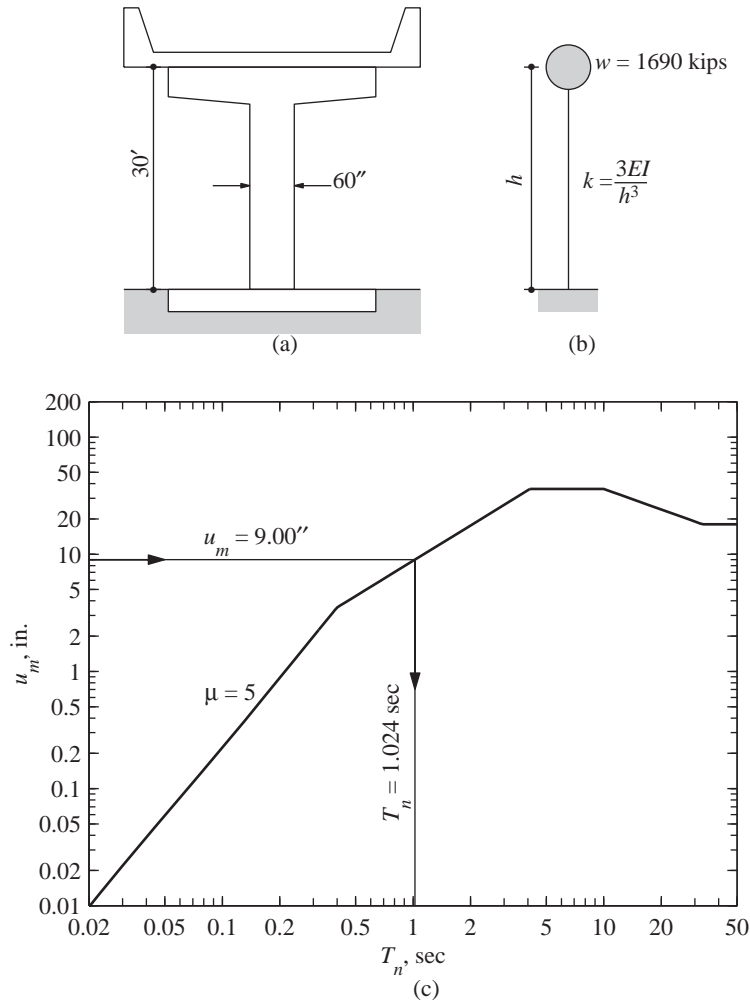 30′
60″
(a)
w = 1690 kips
h
k = 3EI / h³
(b)
200
100
50
20
10
5
2
1
0.5
0.2
0.1
0.05
0.02
0.01
u_m, in.
u_m = 9.00″
μ = 5
T_n = 1.024 sec
0.02 0.05 0.1 0.2 0.5 1 2 5 10 20 50
T_n, sec
(c)